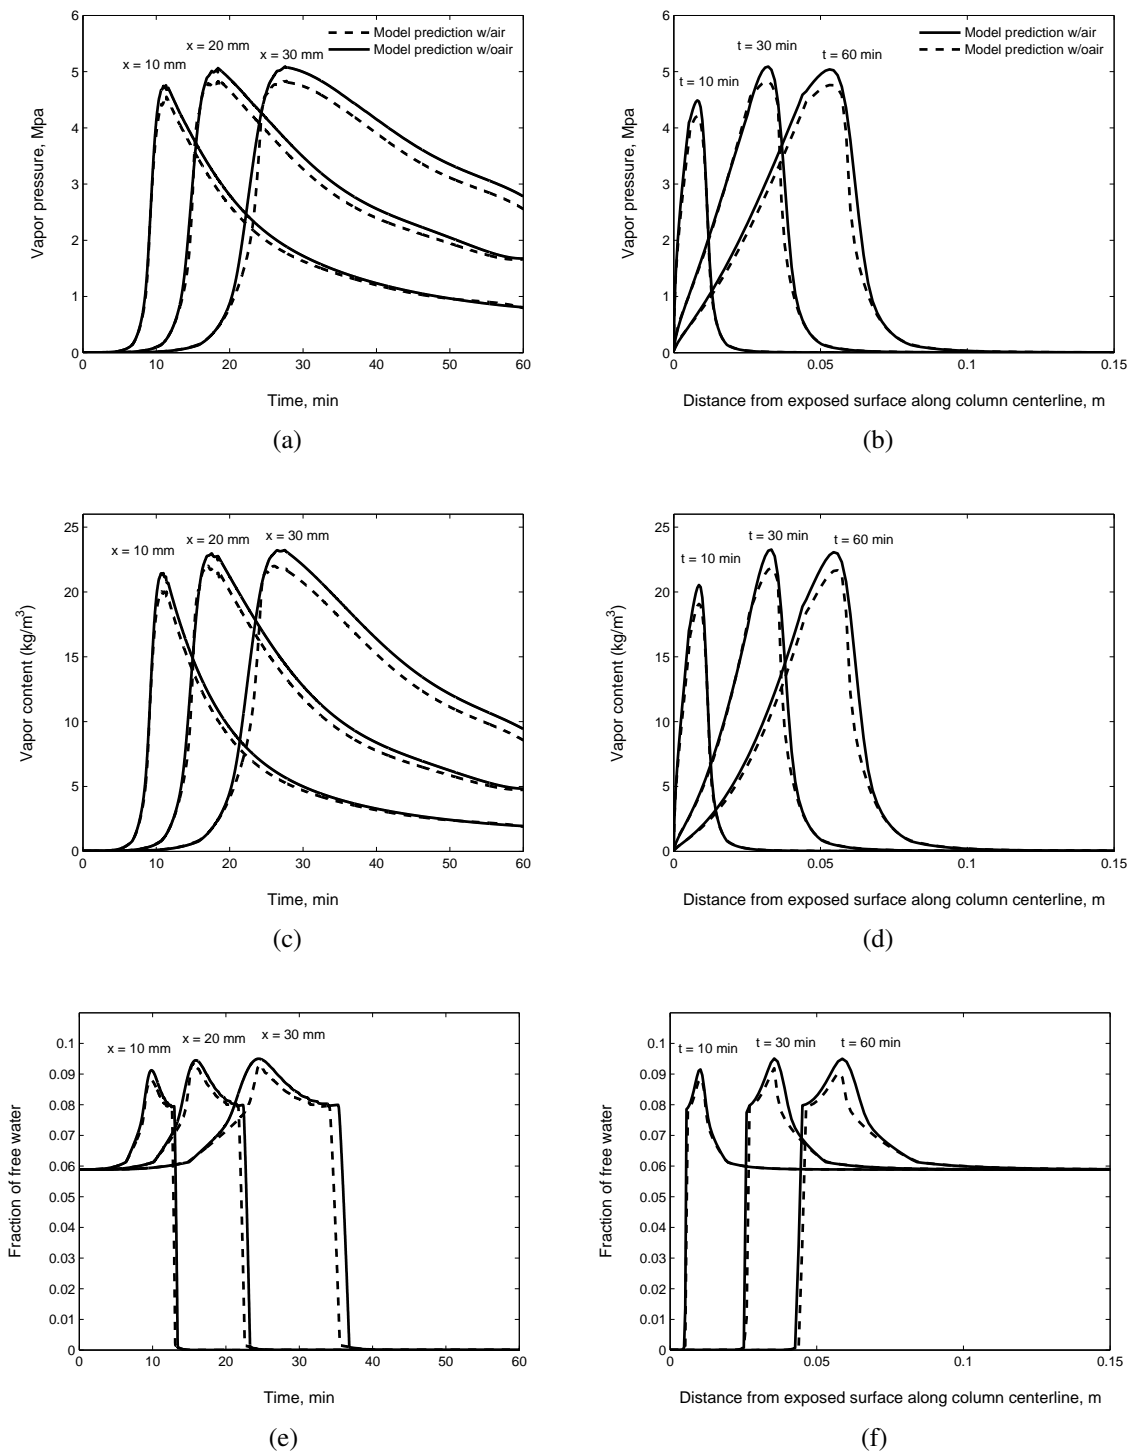 x = 10 mm
x = 20 mm
x = 30 mm
Model prediction w/air
Model prediction w/oair
6
5
4
3
2
1
0
Vapor pressure, Mpa
0 10 20 30 40 50 60
Time, min
(a)
t = 10 min
t = 30 min
t = 60 min
Model prediction w/air
Model prediction w/oair
6
5
4
3
2
1
0
Vapor pressure, Mpa
0 0.05 0.1 0.15
Distance from exposed surface along column centerline, m
(b)
x = 10 mm
x = 20 mm
x = 30 mm
25
20
15
10
5
0
Vapor content (kg/m³)
0 10 20 30 40 50 60
Time, min
(c)
t = 10 min
t = 30 min
t = 60 min
25
20
15
10
5
0
Vapor content (kg/m³)
0 0.05 0.1 0.15
Distance from exposed surface along column centerline, m
(d)
x = 10 mm
x = 20 mm
x = 30 mm
0.1
0.09
0.08
0.07
0.06
0.05
0.04
0.03
0.02
0.01
0
Fraction of free water
0 10 20 30 40 50 60
Time, min
(e)
t = 10 min
t = 30 min
t = 60 min
0.1
0.09
0.08
0.07
0.06
0.05
0.04
0.03
0.02
0.01
0
Fraction of free water
0 0.05 0.1 0.15
Distance from exposed surface along column centerline, m
(f)